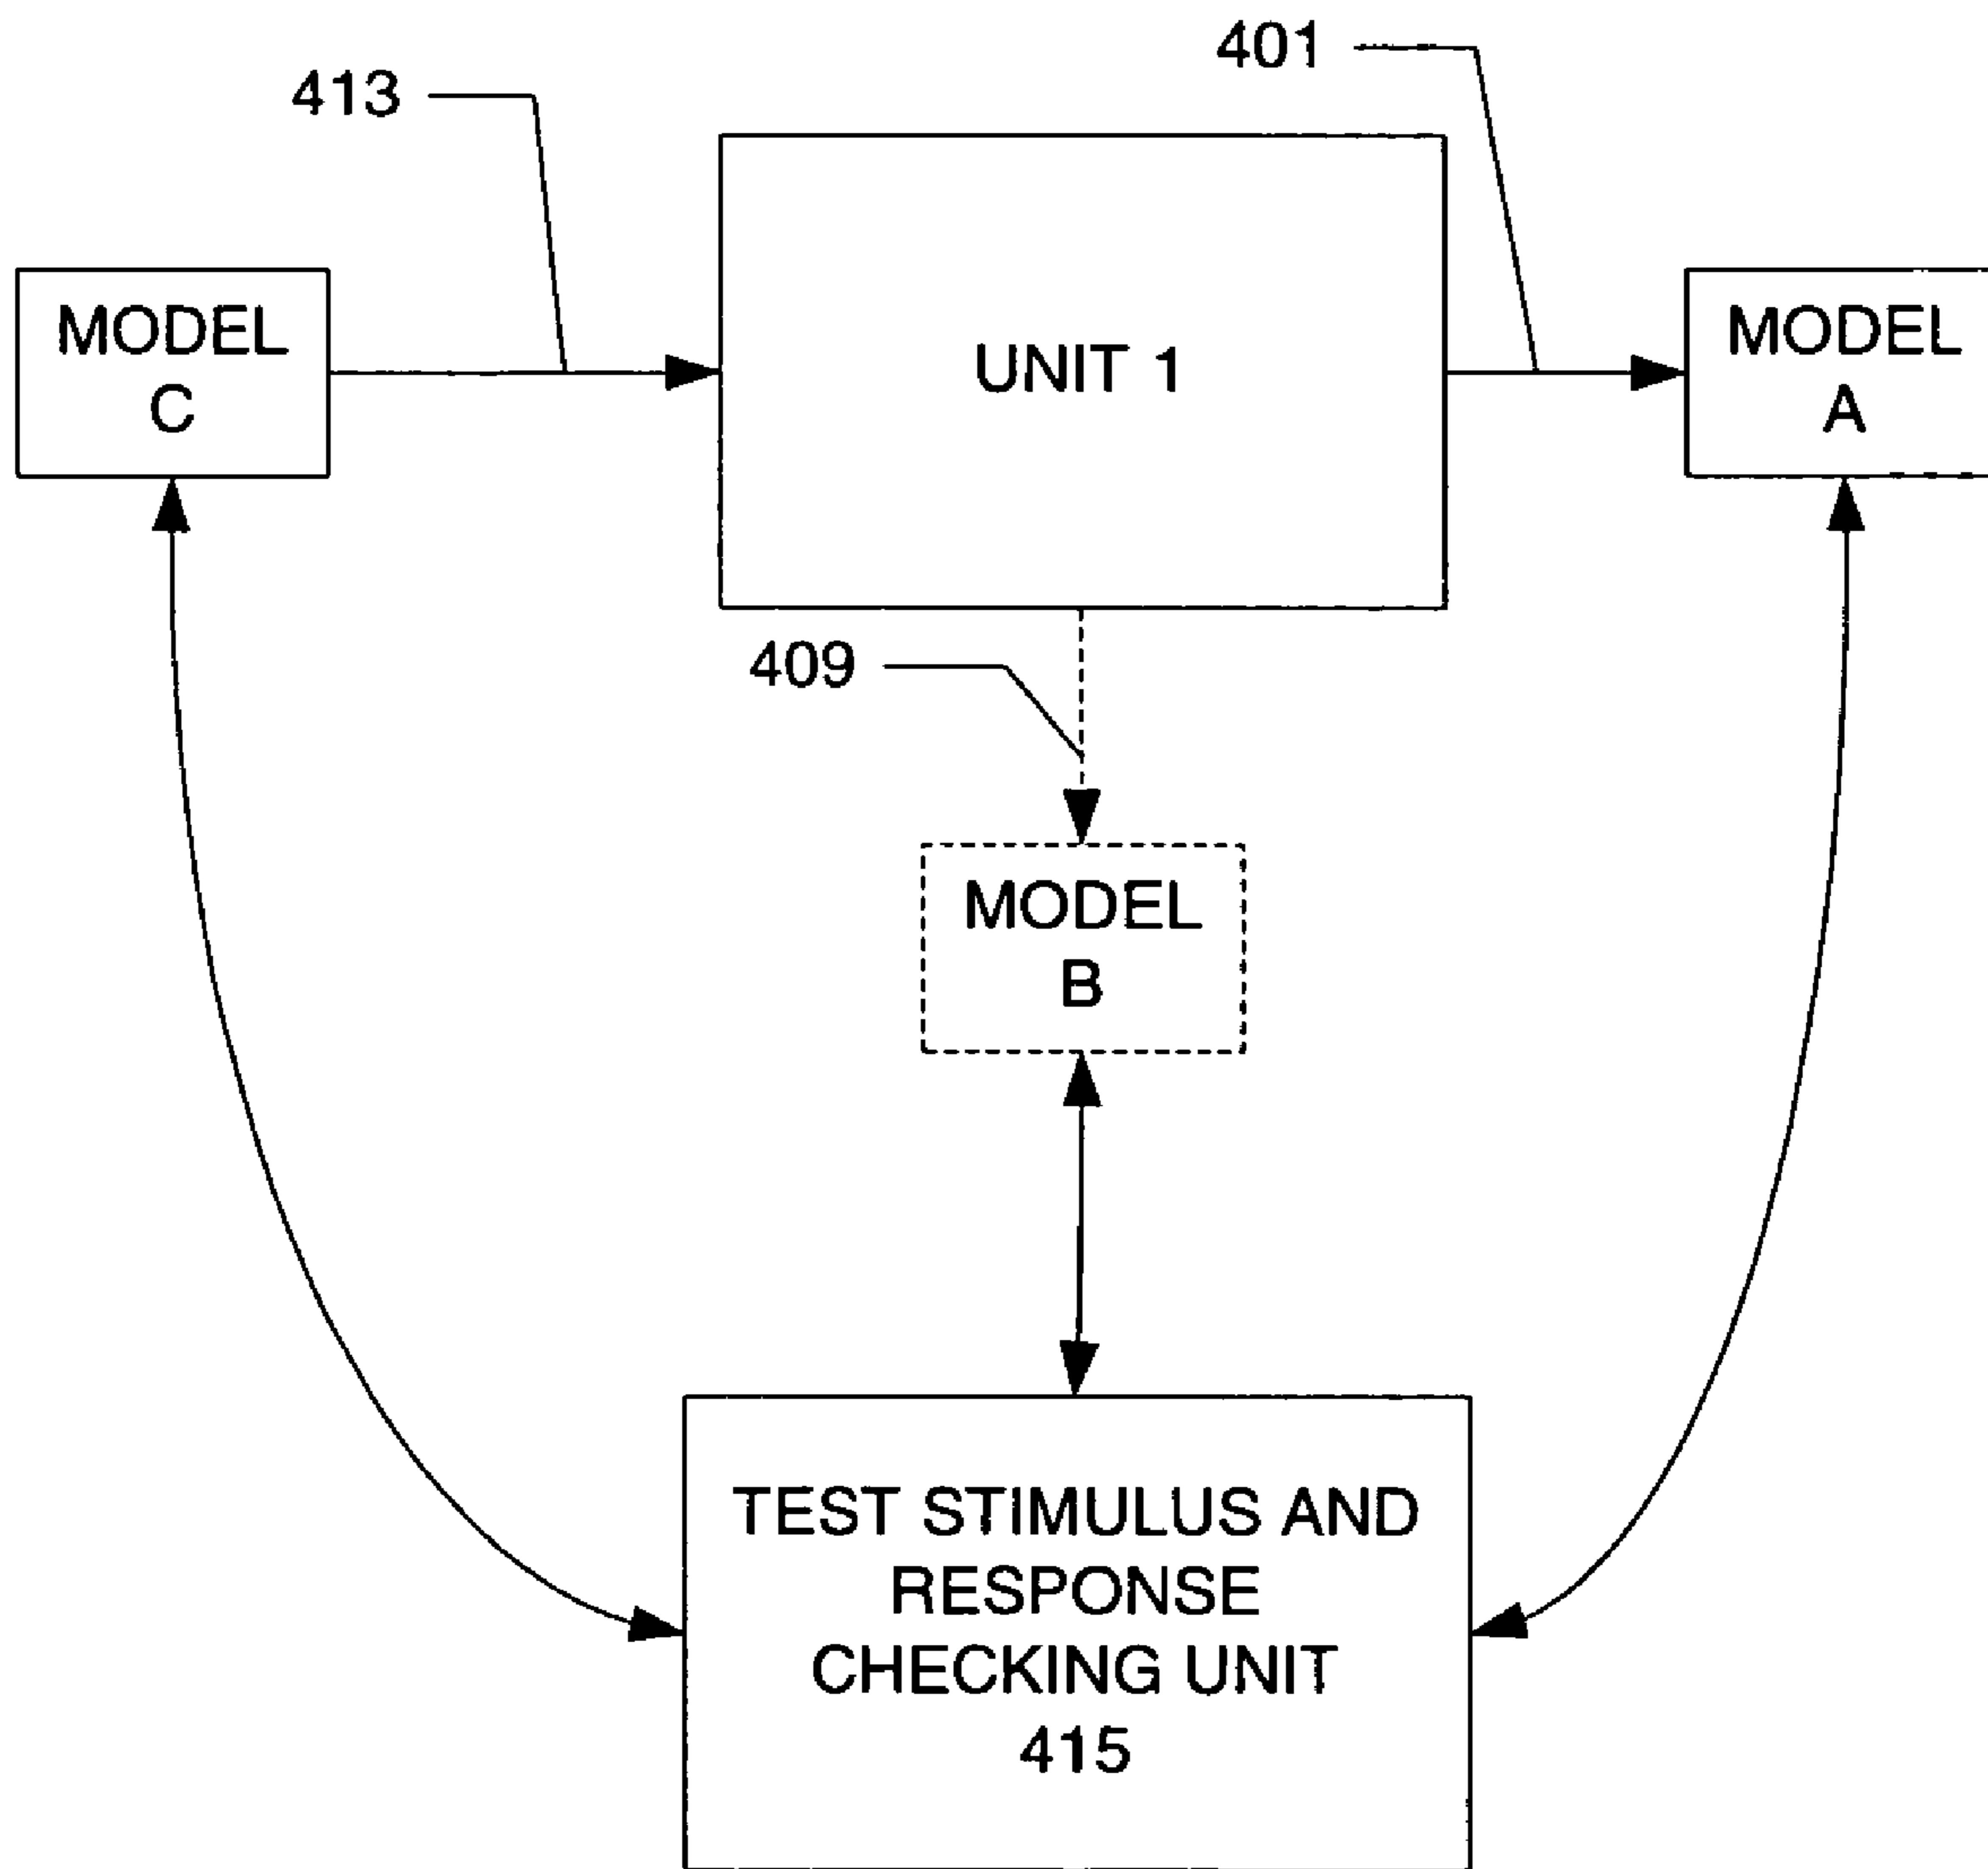 401
413
MODEL
C
UNIT 1
MODEL
A
409
MODEL
B
TEST STIMULUS AND
RESPONSE
CHECKING UNIT
415